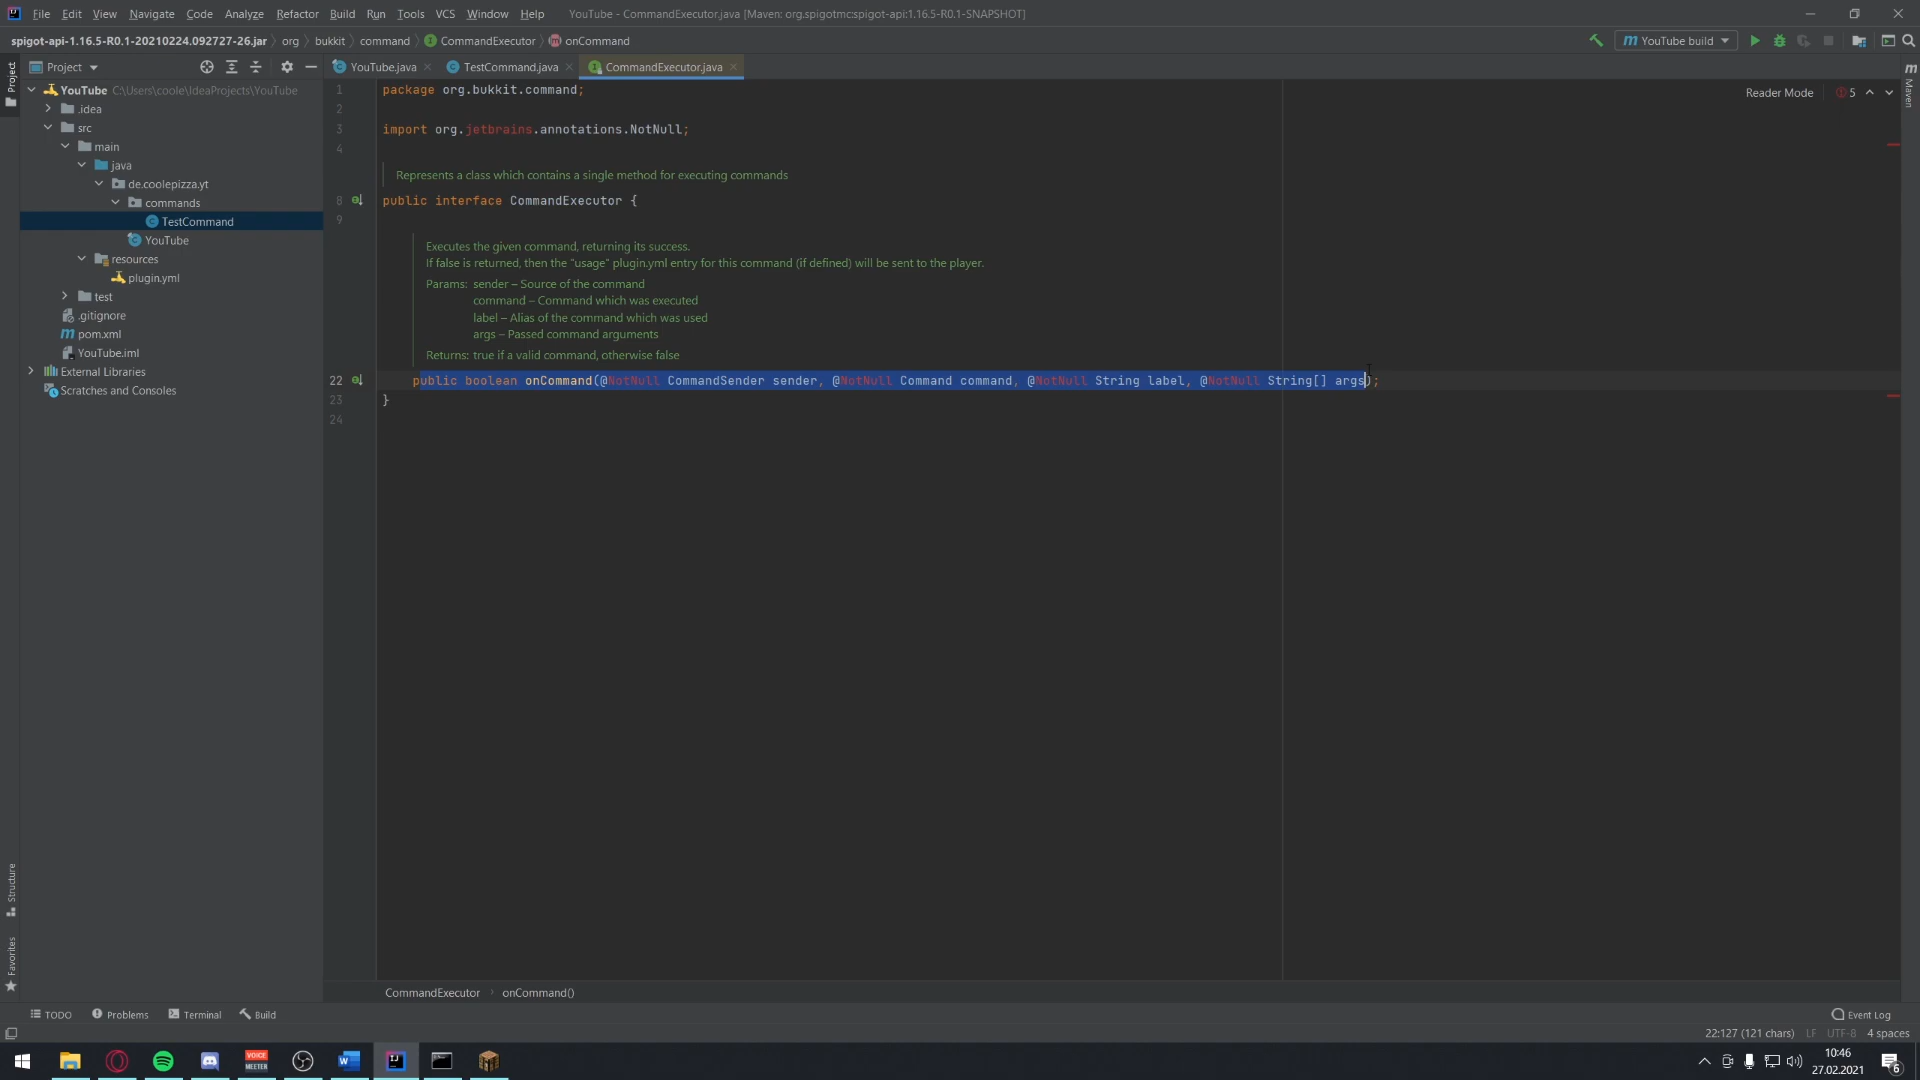 File Edit View Navigate Code Analyze Refactor Build Run Tools VCS Window Help YouTube - CommandExecutor.java [Maven: org.spigotmc:spigot-api:1.16.5-R0.1-SNAPSHOT]
spigot-api-1.16.5-R0.1-20210224.092727-26.jar org bukkit command CommandExecutor onCommand YouTube build
Project Project YouTube.java TestCommand.java CommandExecutor.java Maven
YouTube C:\Users\coole\IdeaProjects\YouTube
.idea
src
main
java
de.coolepizza.yt
commands
TestCommand
YouTube
resources
plugin.yml
test
.gitignore
pom.xml
YouTube.iml
External Libraries
Scratches and Consoles
Reader Mode 5
1 package org.bukkit.command;
2
3 import org.jetbrains.annotations.NotNull;
4
Represents a class which contains a single method for executing commands
8 public interface CommandExecutor {
9
Executes the given command, returning its success.
If false is returned, then the "usage" plugin.yml entry for this command (if defined) will be sent to the player.
Params: sender – Source of the command
command – Command which was executed
label – Alias of the command which was used
args – Passed command arguments
Returns: true if a valid command, otherwise false
22 public boolean onCommand(@NotNull CommandSender sender, @NotNull Command command, @NotNull String label, @NotNull String[] args);
23 }
24
Structure
Favorites
CommandExecutor onCommand()
TODO Problems Terminal Build Event Log
22:127 (121 chars) LF UTF-8 4 spaces
VOICE
MEETER
10:46
27.02.2021
6